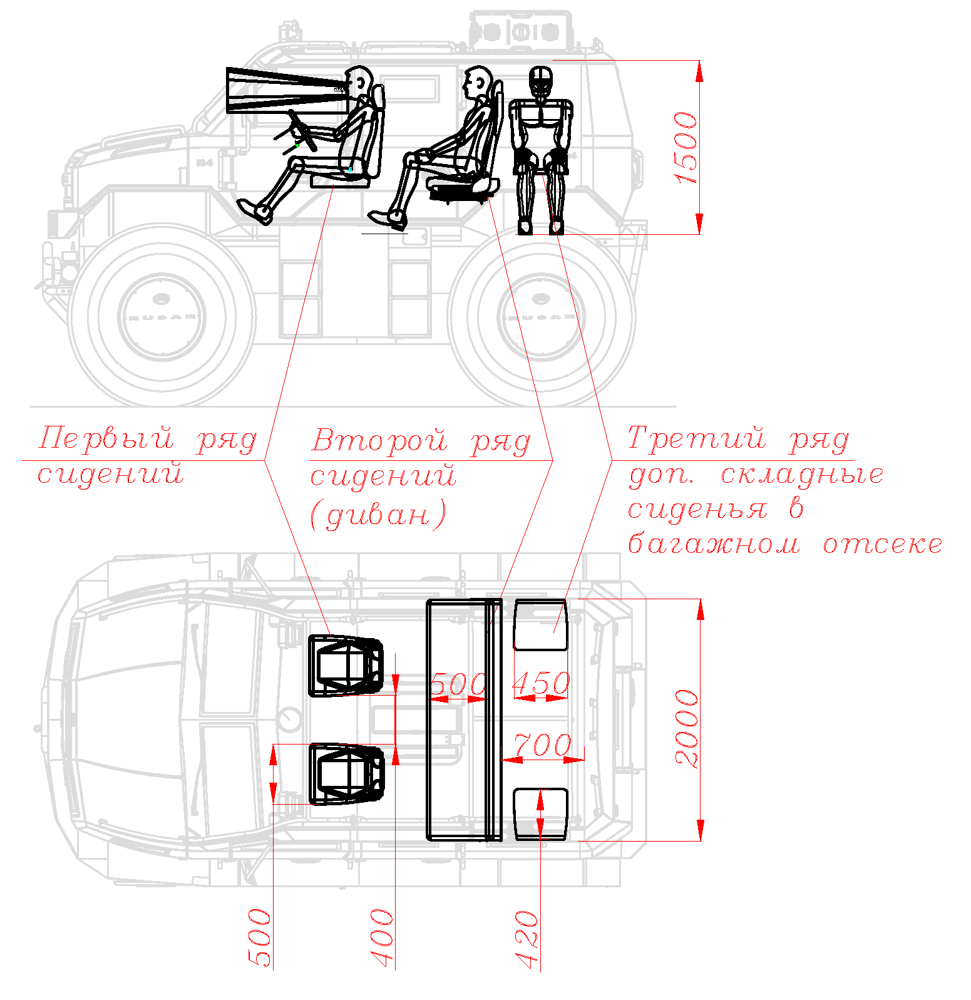 1500
Первый ряд
сидений
Второй ряд
сидений
(диван)
Третий ряд
доп. складные
сиденья в
багажном отсеке
500
450
700
2000
500
400
420